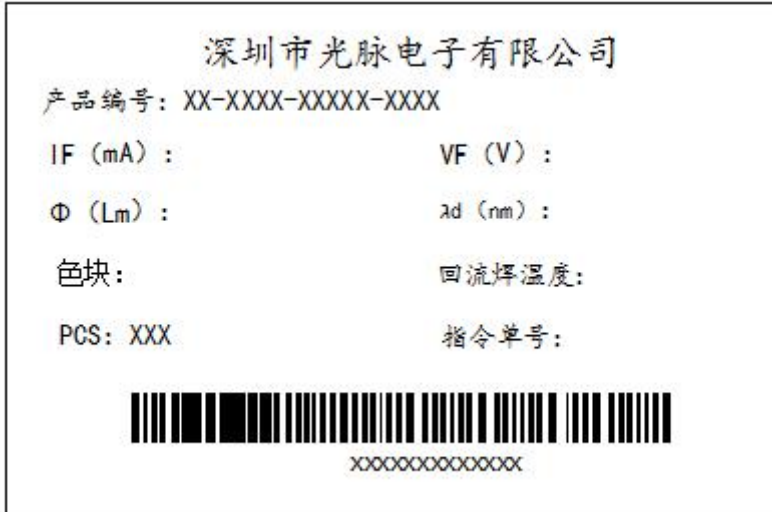 深圳市光脉电子有限公司
产品编号：XX-XXXX-XXXXX-XXXX
IF（mA）： VF（V）：
Φ（Lm）： λd（nm）：
色块： 回流焊温度：
PCS：XXX 指令单号：
XXXXXXXXXXXXX